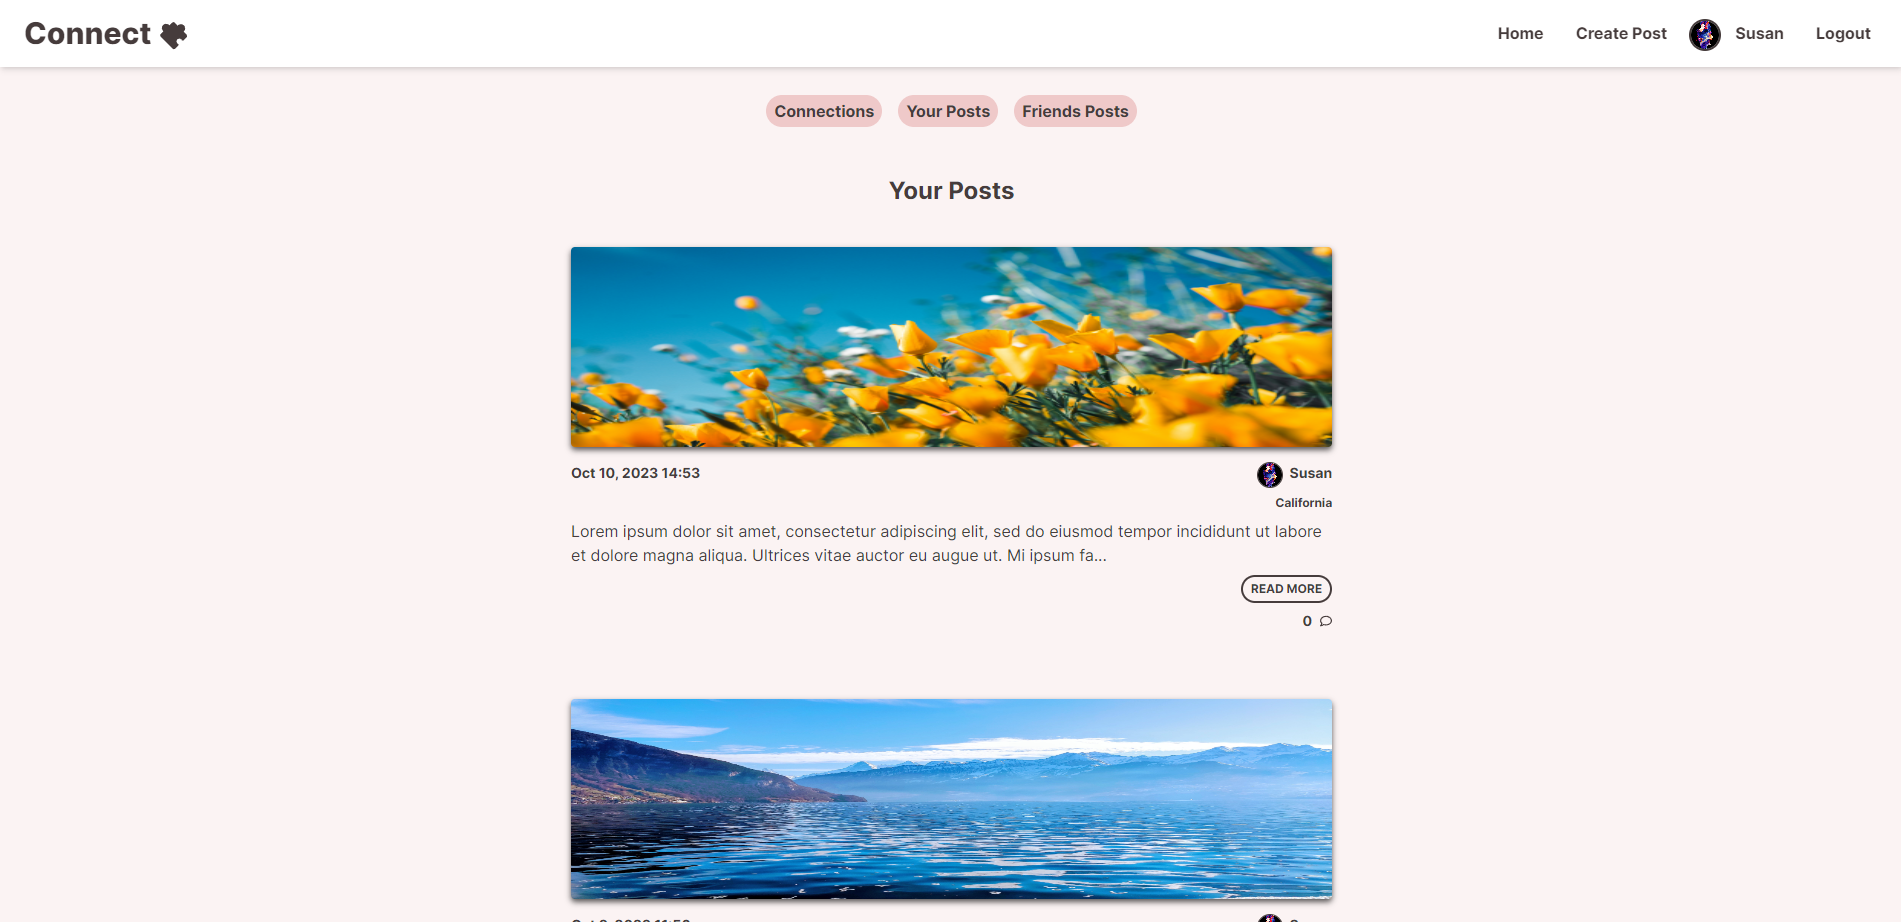 Connect
Home Create Post Susan Logout
Connections Your Posts Friends Posts
Your Posts
Oct 10, 2023 14:53 Susan
California
Lorem ipsum dolor sit amet, consectetur adipiscing elit, sed do eiusmod tempor incididunt ut labore
et dolore magna aliqua. Ultrices vitae auctor eu augue ut. Mi ipsum fa...
READ MORE
0